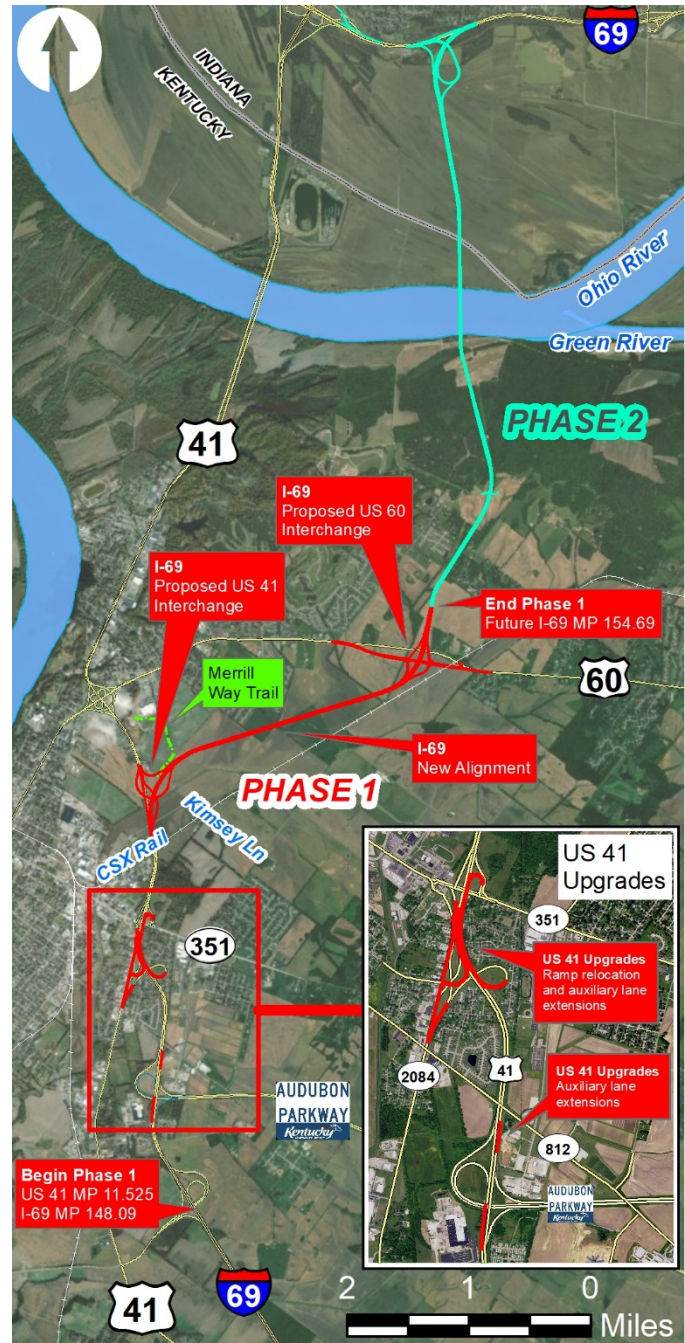 69
INDIANA
KENTUCKY
Ohio River
Green River
41
PHASE 2
I-69
Proposed US 60
Interchange
I-69
Proposed US 41
Interchange
End Phase 1
Future I-69 MP 154.69
Merrill
Way Trail
60
I-69
New Alignment
PHASE 1
Kimsey Ln
CSX Rail
351
AUDUBON
PARKWAY
Kentucky
Begin Phase 1
US 41 MP 11.525
I-69 MP 148.09
41
69
US 41
Upgrades
351
US 41 Upgrades
Ramp relocation
and auxiliary lane
extensions
2084
41
US 41 Upgrades
Auxiliary lane
extensions
812
AUDUBON
PARKWAY
Kentucky
2 1 0
Miles